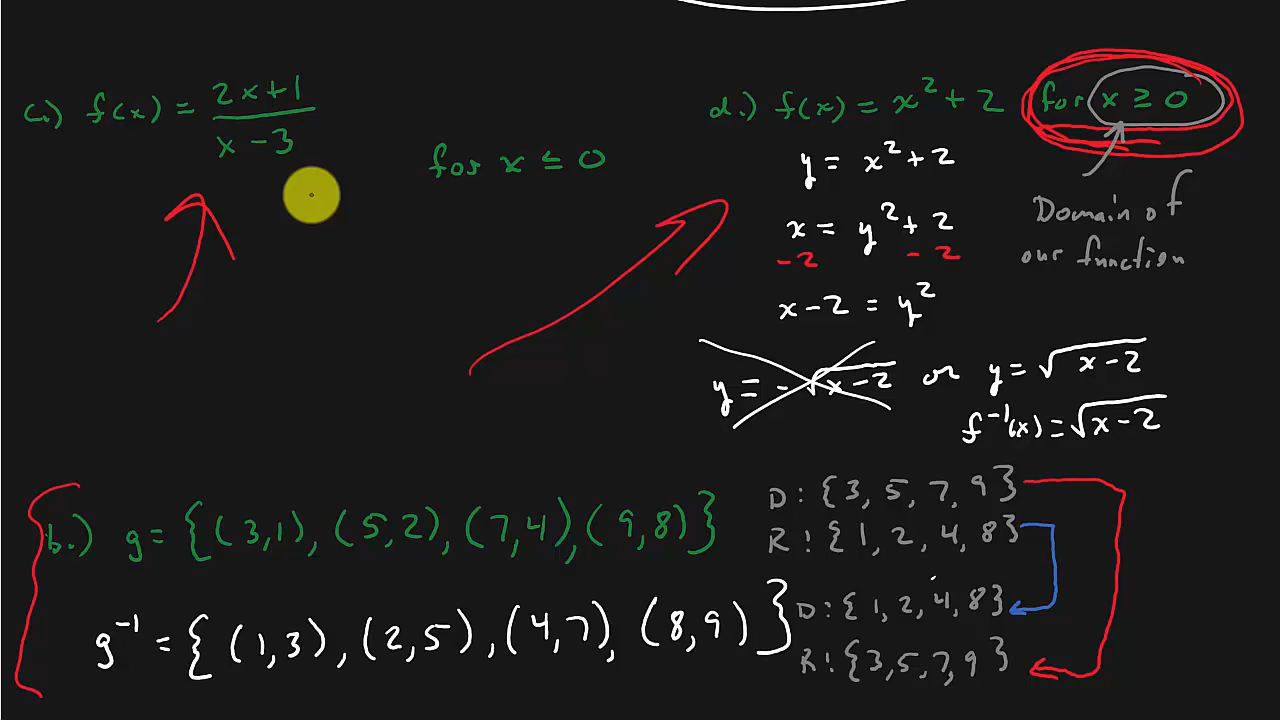 c.) f(x) = 2x+1 / x-3
for x ≤ 0
d.) f(x) = x² + 2 for x ≥ 0
y = x² + 2
x = y² + 2
-2 -2
x-2 = y²
y = -√x-2 or y = √x-2
f⁻¹(x) = √x-2
Domain of
our function
b.) g = {(3,1), (5,2), (7,4), (9,8)}
D: {3, 5, 7, 9}
R: {1, 2, 4, 8}
g⁻¹ = {(1,3), (2,5), (4,7), (8,9)}
D: {1, 2, 4, 8}
R: {3, 5, 7, 9}